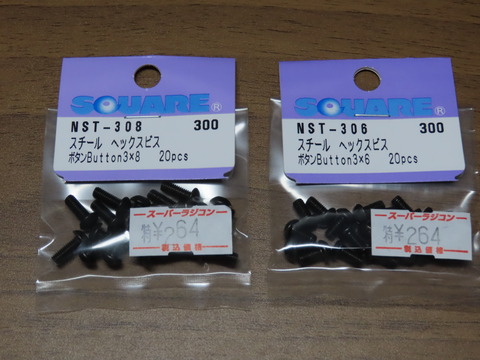 SQUARE ®
NST-308 300
スチール ヘックスビス
ボタンButton3×8 20pcs
スーパーラジコン
特¥264
税込価格
SQUARE ®
NST-306 300
スチール ヘックスビス
ボタンButton3×6 20pcs
スーパーラジコン
特¥264
税込価格